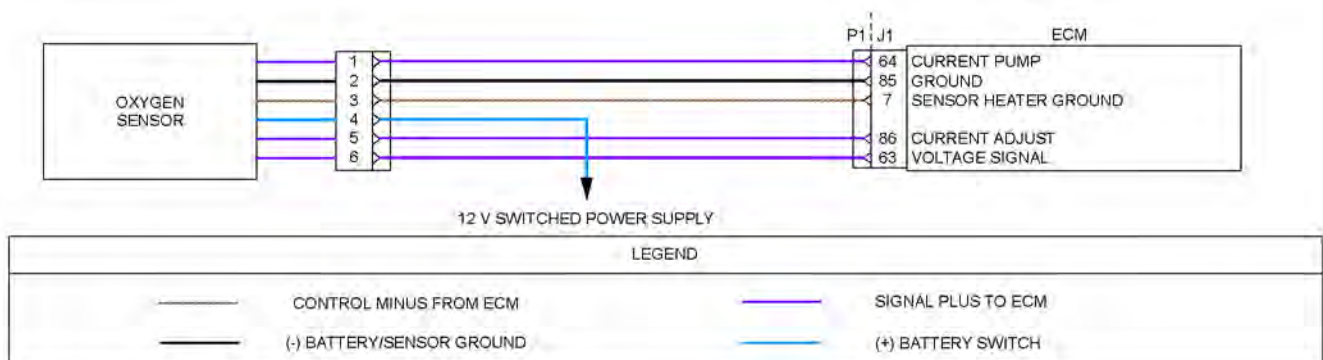 P1 J1 ECM
OXYGEN
SENSOR
1 64 CURRENT PUMP
2 85 GROUND
3 7 SENSOR HEATER GROUND
4
5 86 CURRENT ADJUST
6 63 VOLTAGE SIGNAL
12 V SWITCHED POWER SUPPLY
LEGEND
CONTROL MINUS FROM ECM SIGNAL PLUS TO ECM
(-) BATTERY/SENSOR GROUND (+) BATTERY SWITCH